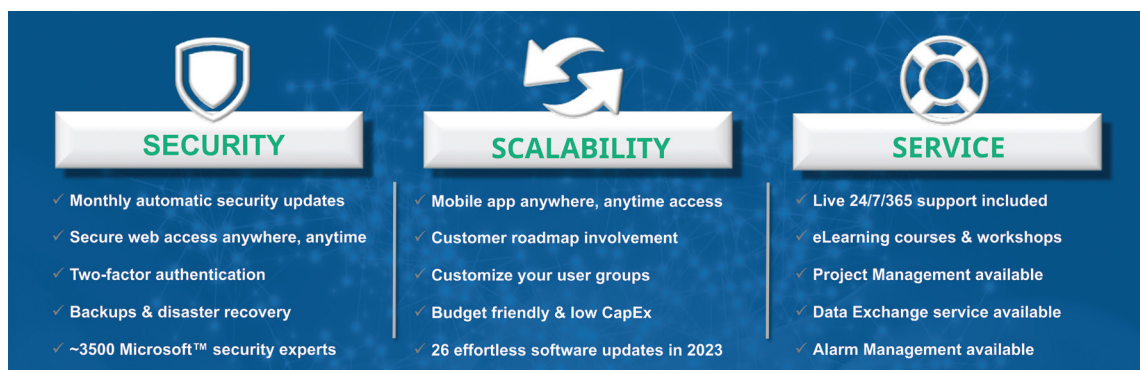 SECURITY
Monthly automatic security updates
Secure web access anywhere, anytime
Two-factor authentication
Backups & disaster recovery
~3500 Microsoft™ security experts
SCALABILITY
Mobile app anywhere, anytime access
Customer roadmap involvement
Customize your user groups
Budget friendly & low CapEx
26 effortless software updates in 2023
SERVICE
Live 24/7/365 support included
eLearning courses & workshops
Project Management available
Data Exchange service available
Alarm Management available